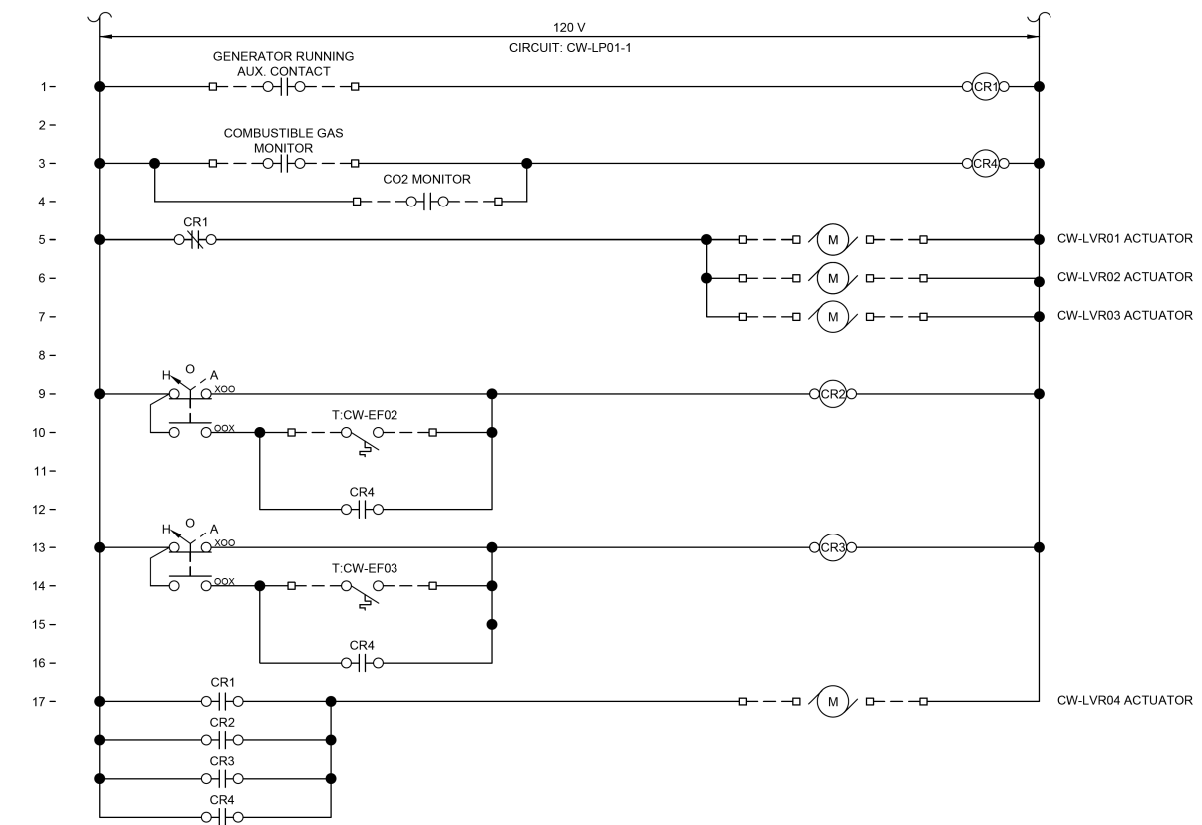 120 V
CIRCUIT: CW-LP01-1
GENERATOR RUNNING
AUX. CONTACT
1
CR1
2
COMBUSTIBLE GAS
MONITOR
3
CR4
CO2 MONITOR
4
CR1
5
M
CW-LVR01 ACTUATOR
6
M
CW-LVR02 ACTUATOR
7
M
CW-LVR03 ACTUATOR
8
H O A
9
XOO
CR2
T:CW-EF02
10
OOX
11
CR4
12
H O A
13
XOO
CR3
T:CW-EF03
14
OOX
15
CR4
16
CR1
17
M
CW-LVR04 ACTUATOR
CR2
CR3
CR4